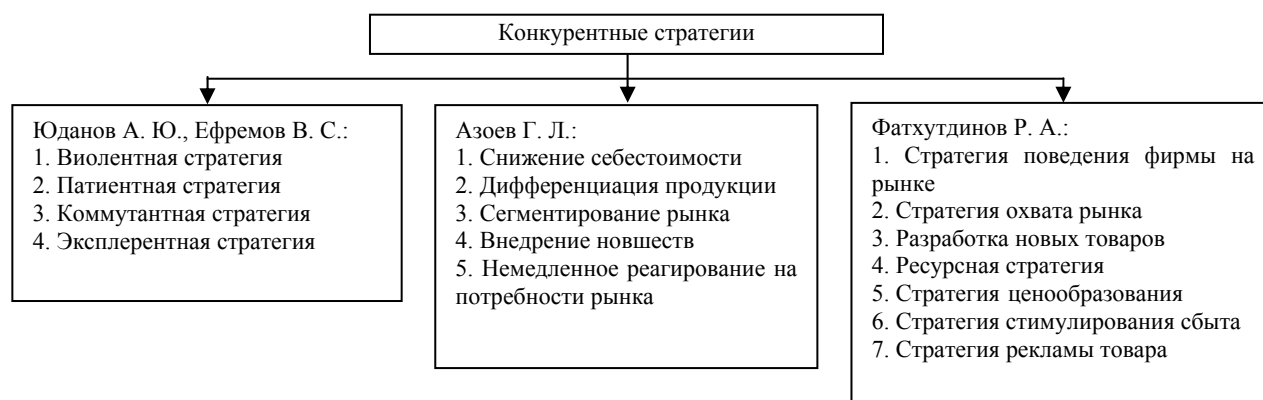 Конкурентные стратегии
Юданов А. Ю., Ефремов В. С.:
1. Виолентная стратегия
2. Патиентная стратегия
3. Коммутантная стратегия
4. Эксплерентная стратегия
Азоев Г. Л.:
1. Снижение себестоимости
2. Дифференциация продукции
3. Сегментирование рынка
4. Внедрение новшеств
5. Немедленное реагирование на
потребности рынка
Фатхутдинов Р. А.:
1. Стратегия поведения фирмы на
рынке
2. Стратегия охвата рынка
3. Разработка новых товаров
4. Ресурсная стратегия
5. Стратегия ценообразования
6. Стратегия стимулирования сбыта
7. Стратегия рекламы товара